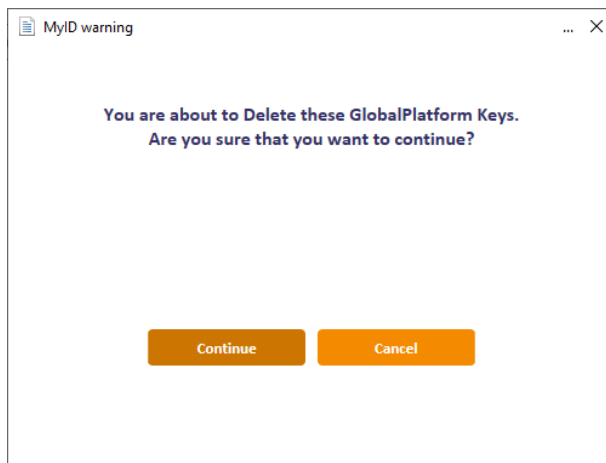 MyID warning
...
You are about to Delete these GlobalPlatform Keys.
Are you sure that you want to continue?
Continue
Cancel